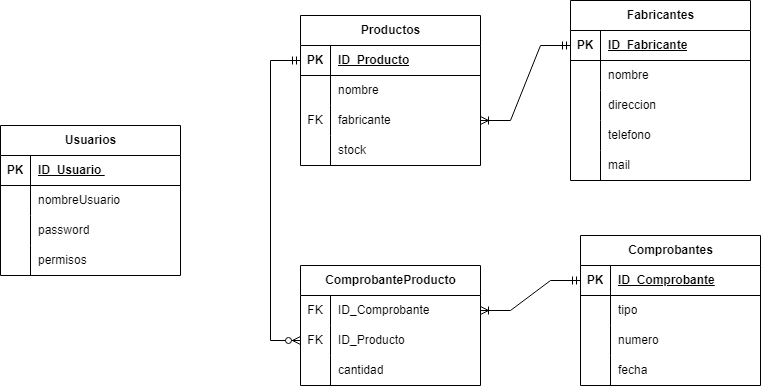 Productos
PK ID_Producto
nombre
FK fabricante
stock
Fabricantes
PK ID_Fabricante
nombre
direccion
telefono
mail
Usuarios
PK ID_Usuario
nombreUsuario
password
permisos
ComprobanteProducto
FK ID_Comprobante
FK ID_Producto
cantidad
Comprobantes
PK ID_Comprobante
tipo
numero
fecha